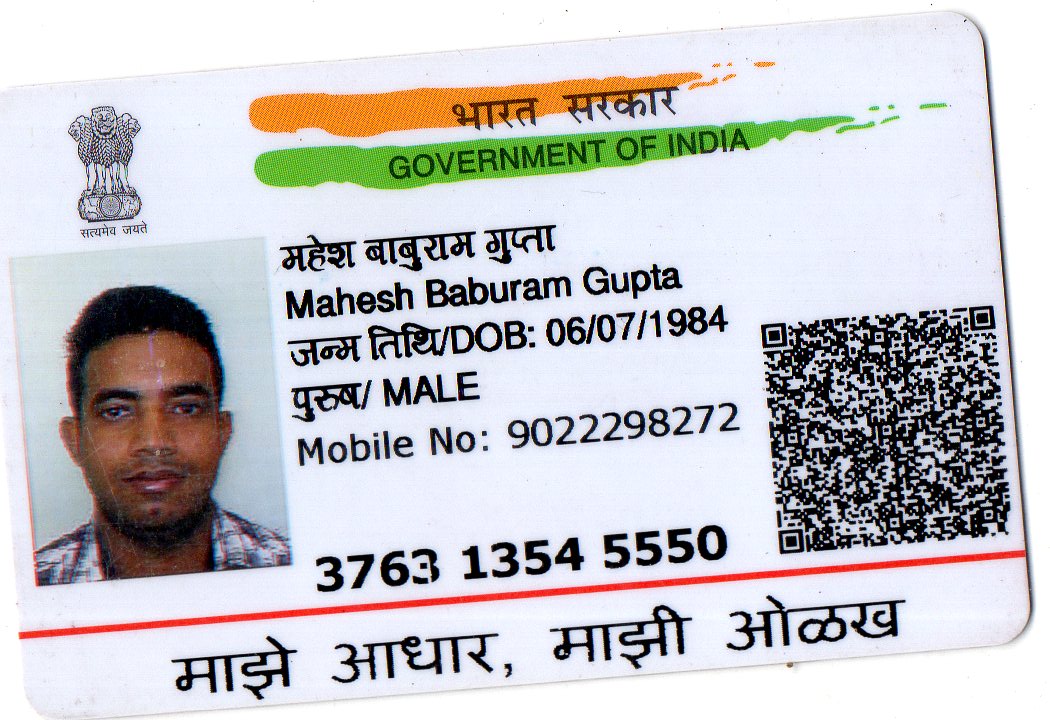 भारत सरकार
GOVERNMENT OF INDIA
सत्यमेव जयते
महेश बाबुराम गुप्ता
Mahesh Baburam Gupta
जन्म तिथि/DOB: 06/07/1984
पुरुष/ MALE
Mobile No: 9022298272
3763 1354 5550
माझे आधार, माझी ओळख